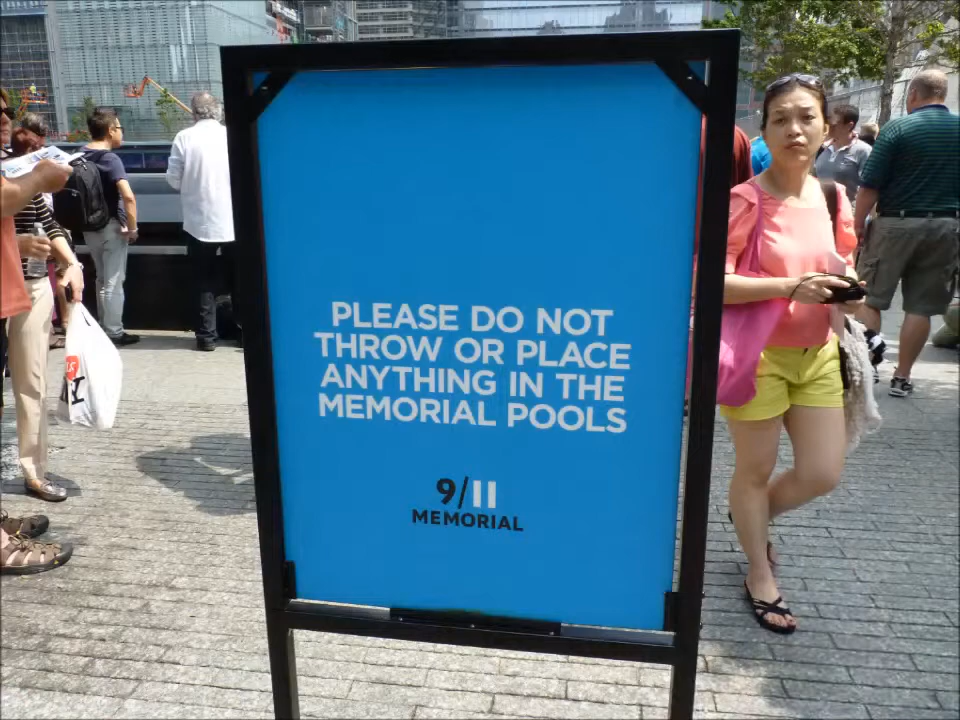 PLEASE DO NOT
THROW OR PLACE
ANYTHING IN THE
MEMORIAL POOLS
9/11
MEMORIAL